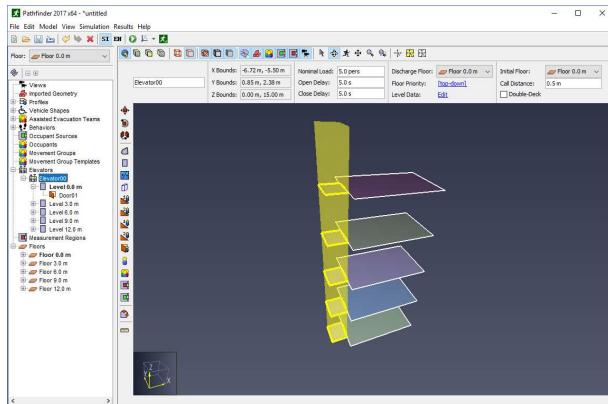 Pathfinder 2017 x64 - *untitled
File Edit Model View Simulation Results Help
SI EN
Floor: Floor 0.0 m
Views
Imported Geometry
Profiles
Vehicle Shapes
Assisted Evacuation Teams
Behaviors
Occupant Sources
Occupants
Movement Groups
Movement Group Templates
Elevators
Elevator00
Level 0.0 m
Door01
Level 3.0 m
Level 6.0 m
Level 9.0 m
Level 12.0 m
Measurement Regions
Floors
Floor 0.0 m
Floor 3.0 m
Floor 6.0 m
Floor 9.0 m
Floor 12.0 m
Elevator00
X Bounds: -6.72 m, -5.50 m
Y Bounds: 0.85 m, 2.38 m
Z Bounds: 0.00 m, 15.00 m
Nominal Load: 5.0 pers
Open Delay: 5.0 s
Close Delay: 5.0 s
Discharge Floor: Floor 0.0 m
Floor Priority: [top-down]
Level Data: Edit
Initial Floor: Floor 0.0 m
Call Distance: 0.5 m
Double-Deck
Z
Y
X